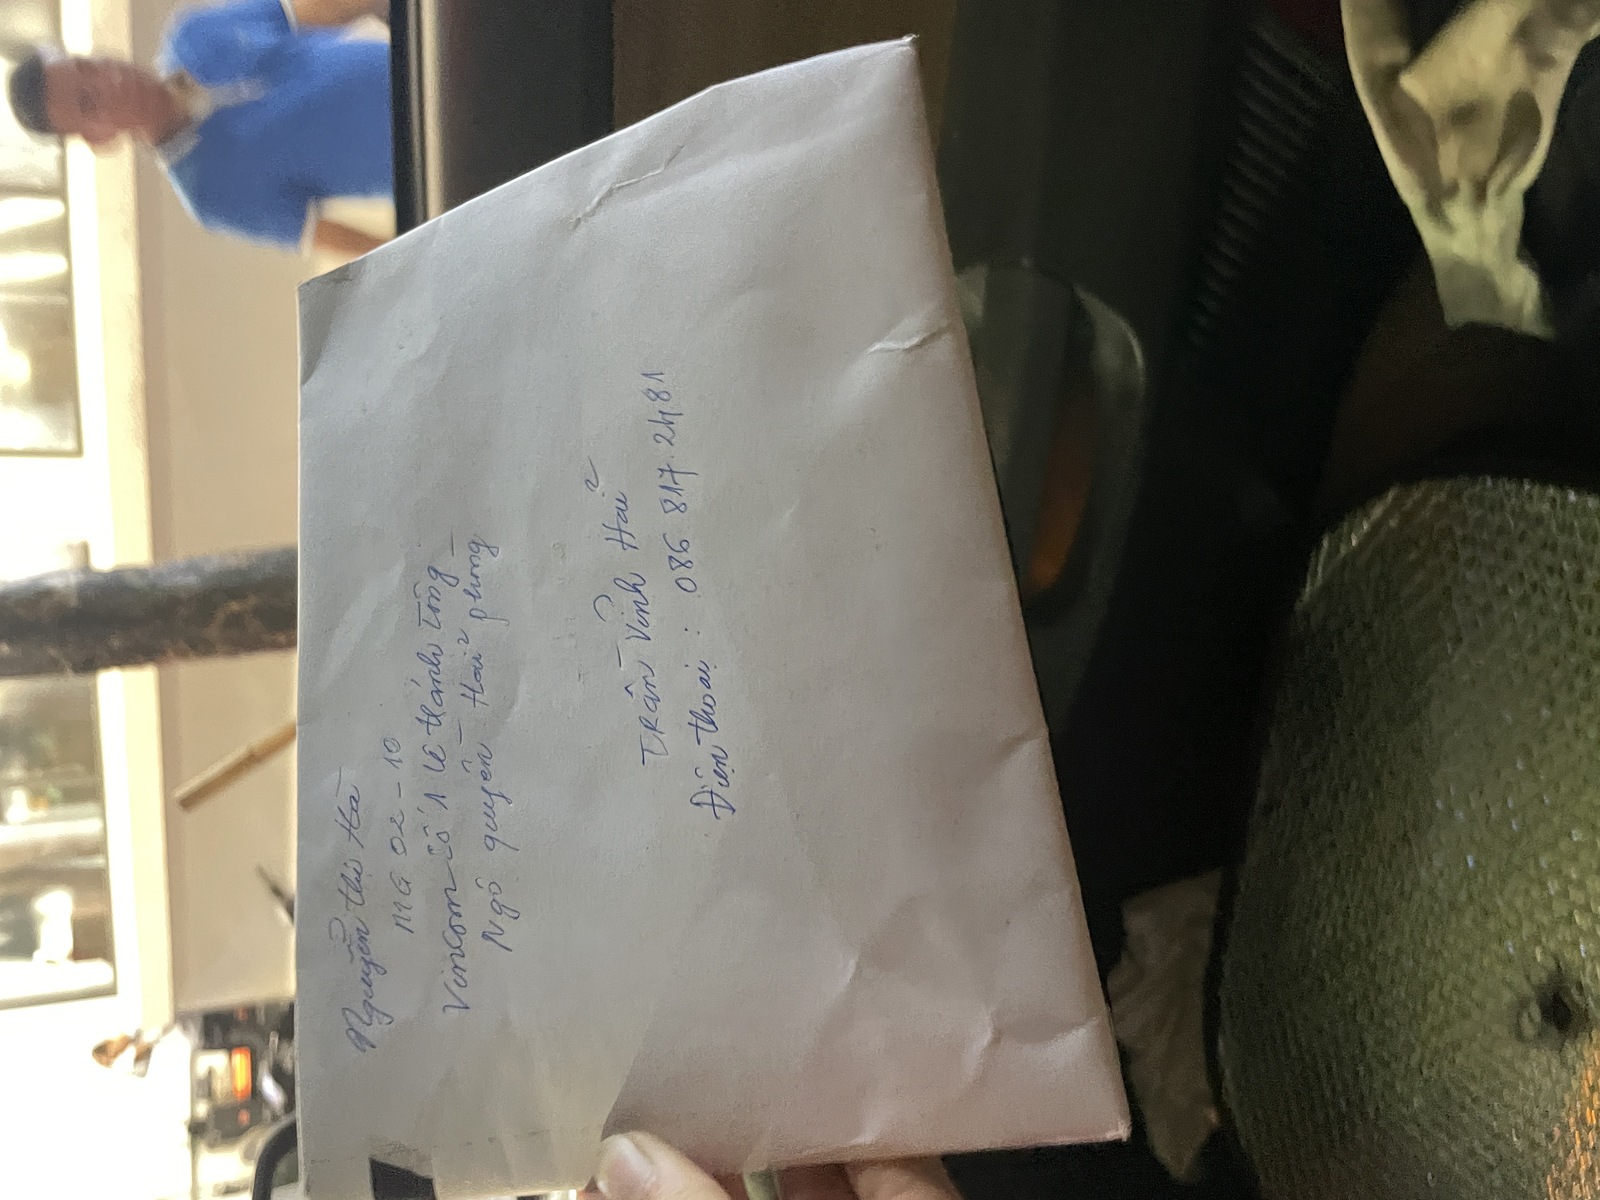 Nguyễn Thị Hà
MG 02 - 10
Vincom số 1 Lê Thánh Tông -
Ngô Quyền - Hải phòng
TRần Vĩnh Hải
Điện thoại : 086 817.2481